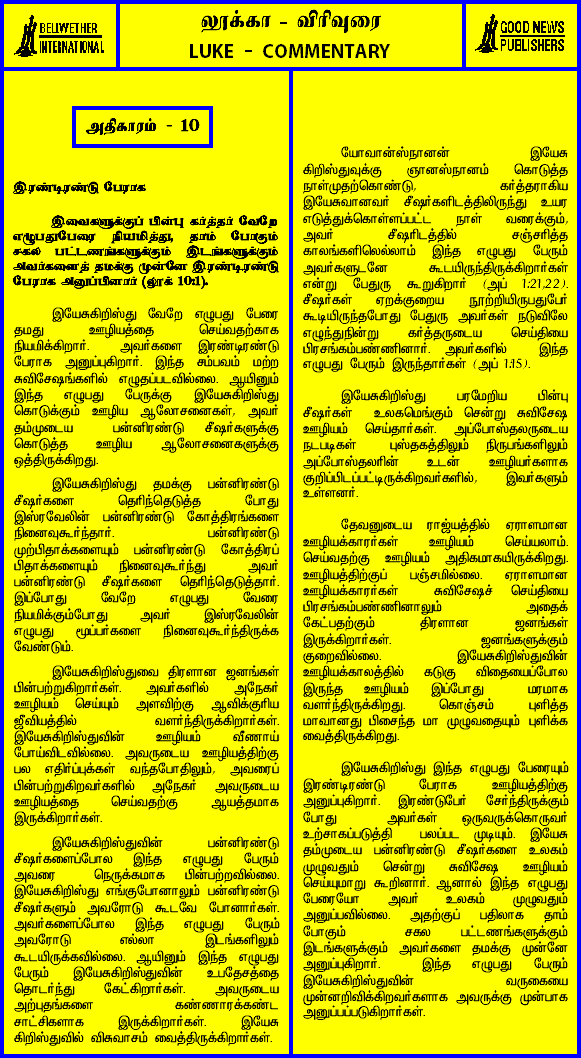 BELWETHER
INTERNATIONAL
லூக்கா - விரிவுரை
LUKE - COMMENTARY
GOOD NEWS
PUBLISHERS
அதிகாரம் - 10
இரண்டிரண்டு பேராக
இவைகளுக்குப் பின்பு கர்த்தர் வேறே
எழுபதுபேரை நியமித்து, தாம் போகும்
சகல பட்டணங்களுக்கும் இடங்களுக்கும்
அவர்களைத் தமக்கு முன்னே இரண்டிரண்டு
பேராக அனுப்பினார் (லூக் 10:1).
இயேசுகிறிஸ்து வேறே எழுபது பேரை
தமது ஊழியத்தை செய்வதற்காக
நியமிக்கிறார். அவர்களை இரண்டிரண்டு
பேராக அனுப்புகிறார். இந்த சம்பவம் மற்ற
சுவிசேஷங்களில் எழுதப்படவில்லை. ஆயினும்
இந்த எழுபது பேருக்கு இயேசுகிறிஸ்து
கொடுக்கும் ஊழிய ஆலோசனைகள், அவர்
தம்முடைய பன்னிரண்டு சீஷர்களுக்கு
கொடுத்த ஊழிய ஆலோசனைகளுக்கு
ஒத்திருக்கிறது.
இயேசுகிறிஸ்து தமக்கு பன்னிரண்டு
சீஷர்களை தெரிந்தெடுத்த போது
இஸ்ரவேலின் பன்னிரண்டு கோத்திரங்களை
நினைவுகூர்ந்தார். பன்னிரண்டு
முற்பிதாக்களையும் பன்னிரண்டு கோத்திரப்
பிதாக்களையும் நினைவுகூர்ந்து அவர்
பன்னிரண்டு சீஷர்களை தெரிந்தெடுத்தார்.
இப்போது வேறே எழுபது வேரை
நியமிக்கும்போது அவர் இஸ்ரவேலின்
எழுபது மூப்பர்களை நினைவுகூர்ந்திருக்க
வேண்டும்.
இயேசுகிறிஸ்துவை திரளான ஜனங்கள்
பின்பற்றுகிறார்கள். அவர்களில் அநேகர்
ஊழியம் செய்யும் அளவிற்கு ஆவிக்குரிய
ஜீவியத்தில் வளர்ந்திருக்கிறார்கள்.
இயேசுகிறிஸ்துவின் ஊழியம் வீணாய்
போய்விடவில்லை. அவருடைய ஊழியத்திற்கு
பல எதிர்ப்புக்கள் வந்தபோதிலும், அவரைப்
பின்பற்றுகிறவர்களில் அநேகர் அவருடைய
ஊழியத்தை செய்வதற்கு ஆயத்தமாக
இருக்கிறார்கள்.
இயேசுகிறிஸ்துவின் பன்னிரண்டு
சீஷர்களைப்போல இந்த எழுபது பேரும்
அவரை நெருக்கமாக பின்பற்றவில்லை.
இயேசுகிறிஸ்து எங்குபோனாலும் பன்னிரண்டு
சீஷர்களும் அவரோடு கூடவே போனார்கள்.
அவர்களைப்போல இந்த எழுபது பேரும்
அவரோடு எல்லா இடங்களிலும்
கூடயிருக்கவில்லை. ஆயினும் இந்த எழுபது
பேரும் இயேசுகிறிஸ்துவின் உபதேசத்தை
தொடர்ந்து கேட்கிறார்கள். அவருடைய
அற்புதங்களை கண்ணாரக்கண்ட
சாட்சிகளாக இருக்கிறார்கள். இயேசு
கிறிஸ்துவில் விசுவாசம் வைத்திருக்கிறார்கள்.
யோவான்ஸ்நானன் இயேசு
கிறிஸ்துவுக்கு ஞானஸ்நானம் கொடுத்த
நாள்முதற்கொண்டு, கர்த்தராகிய
இயேசுவானவர் சீஷர்களிடத்திலிருந்து உயர
எடுத்துக்கொள்ளப்பட்ட நாள் வரைக்கும்,
அவர் சீஷரிடத்தில் சஞ்சரித்த
காலங்களிலெல்லாம் இந்த எழுபது பேரும்
அவர்களுடனே கூடயிருந்திருக்கிறார்கள்
என்று பேதுரு கூறுகிறார் (அப் 1:21,22).
சீஷர்கள் ஏறக்குறைய நூற்றியிருபதுபேர்
கூடியிருந்தபோது பேதுரு அவர்கள் நடுவிலே
எழுந்துநின்று கர்த்தருடைய செய்தியை
பிரசங்கம்பண்ணினார். அவர்களில் இந்த
எழுபது பேரும் இருந்தார்கள் (அப் 1:15).
இயேசுகிறிஸ்து பரமேறிய பின்பு
சீஷர்கள் உலகமெங்கும் சென்று சுவிசேஷ
ஊழியம் செய்தார்கள். அப்போஸ்தலருடைய
நடபடிகள் புஸ்தகத்திலும் நிருபங்களிலும்
அப்போஸ்தலரின் உடன் ஊழியர்களாக
குறிப்பிடப்பட்டிருக்கிறவர்களில், இவர்களும்
உள்ளனர்.
தேவனுடைய ராஜ்யத்தில் ஏராளமான
ஊழியக்காரர்கள் ஊழியம் செய்யலாம்.
செய்வதற்கு ஊழியம் அதிகமாகயிருக்கிறது.
ஊழியத்திற்குப் பஞ்சமில்லை. ஏராளமான
ஊழியக்காரர்கள் சுவிசேஷச் செய்தியை
பிரசங்கம்பண்ணினாலும் அதைக்
கேட்பதற்கும் திரளான ஜனங்கள்
இருக்கிறார்கள். ஜனங்களுக்கும்
குறைவில்லை. இயேசுகிறிஸ்துவின்
ஊழியக்காலத்தில் கடுகு விதையைப்போல
இருந்த ஊழியம் இப்போது மரமாக
வளர்ந்திருக்கிறது. கொஞ்சம் புளித்த
மாவானது பிசைந்த மா முழுவதையும் புளிக்க
வைத்திருக்கிறது.
இயேசுகிறிஸ்து இந்த எழுபது பேரையும்
இரண்டிரண்டு பேராக ஊழியத்திற்கு
அனுப்புகிறார். இரண்டுபேர் சேர்ந்திருக்கும்
போது அவர்கள் ஒருவருக்கொருவர்
உற்சாகப்படுத்தி பலப்பட முடியும். இயேசு
தம்முடைய பன்னிரண்டு சீஷர்களை உலகம்
முழுவதும் சென்று சுவிசேஷ ஊழியம்
செய்யுமாறு கூறினார். ஆனால் இந்த எழுபது
பேரையோ அவர் உலகம் முழுவதும்
அனுப்பவில்லை. அதற்குப் பதிலாக தாம்
போகும் சகல பட்டணங்களுக்கும்
இடங்களுக்கும் அவர்களை தமக்கு முன்னே
அனுப்புகிறார். இந்த எழுபது பேரும்
இயேசுகிறிஸ்துவின் வருகையை
முன்னறிவிக்கிறவர்களாக அவருக்கு முன்பாக
அனுப்பப்படுகிறார்கள்.